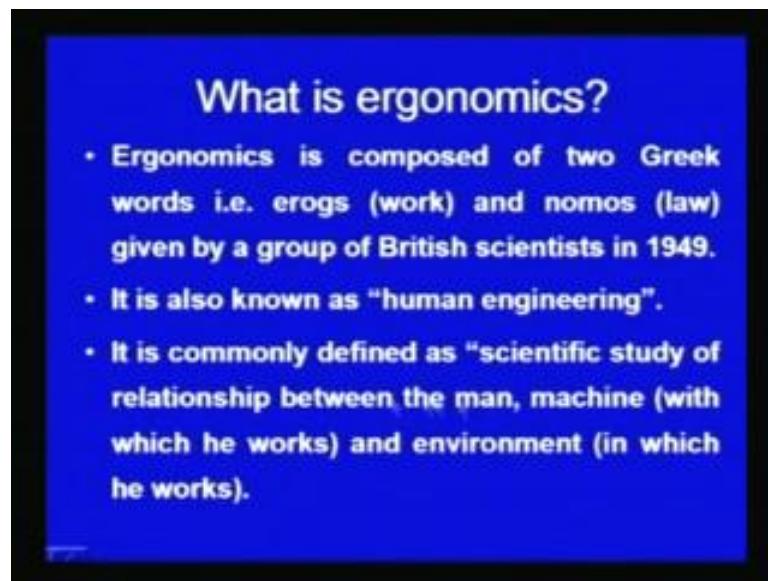 What is ergonomics?
• Ergonomics is composed of two Greek
words i.e. erogs (work) and nomos (law)
given by a group of British scientists in 1949.
• It is also known as “human engineering”.
• It is commonly defined as “scientific study of
relationship between the man, machine (with
which he works) and environment (in which
he works).